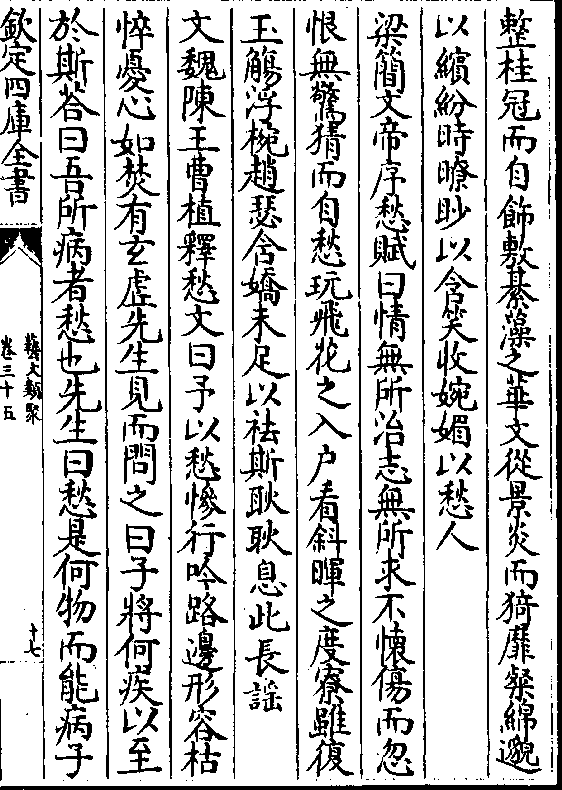 整桂冠而自飾敷綦藻之華文從景炎而猗靡粲綿邈
以繽紛時瞭眇以含笑收婉媚以愁人
梁簡文帝序愁賦曰情無所治志無所求不懷傷而忽
恨無驚猜而自愁玩飛花之入户看斜暉之度寮雖復
玉觴浮椀趙瑟含嬌未足以祛斯耿耿息此長謡
文魏陳王曹植釋愁文曰予以愁慘行吟路邊形容枯
悴憂心如焚有玄虚先生見而問之曰子將何疾以至
於斯荅曰吾所病者愁也先生曰愁是何物而能病子
欽定四庫全書
藝文類聚
卷三十五
十七